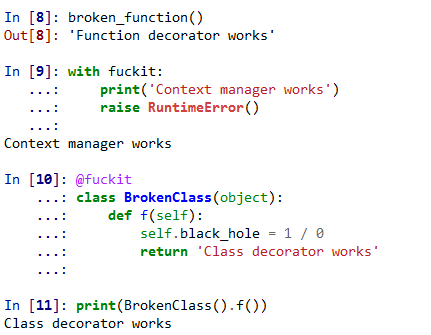 In [8]: broken_function()
Out[8]: 'Function decorator works'
In [9]: with fuckit:
...: print('Context manager works')
...: raise RuntimeError()
...:
Context manager works
In [10]: @fuckit
...: class BrokenClass(object):
...: def f(self):
...: self.black_hole = 1 / 0
...: return 'Class decorator works'
...:
In [11]: print(BrokenClass().f())
Class decorator works